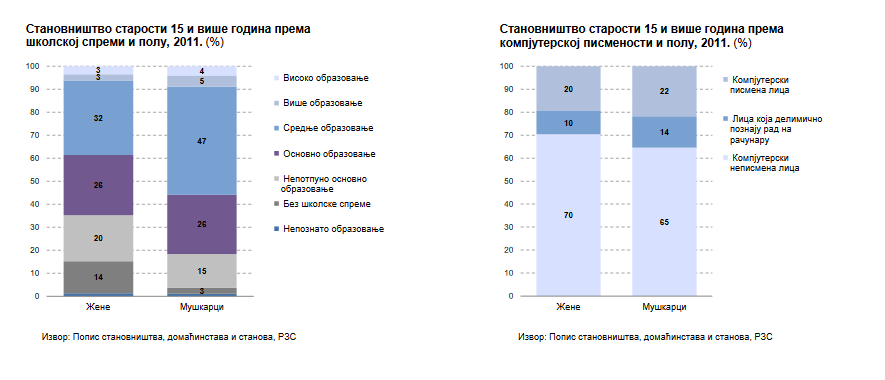 Становништво старости 15 и више година према
школској спреми и полу, 2011. (%)
100
90
80
70
60
50
40
30
20
10
0
3
3
32
26
20
14
4
5
47
26
15
3
Жене
Мушкарци
Високо образовање
Више образовање
Средње образовање
Основно образовање
Непотпуно основно
образовање
Без школске спреме
Непознато образовање
Извор: Попис становништва, домаћинстава и станова, РЗС
Становништво старости 15 и више година према
компјутерској писмености и полу, 2011. (%)
100
90
80
70
60
50
40
30
20
10
0
20
10
70
22
14
65
Жене
Мушкарци
Компјутерски
писмена лица
Лица која делимично
познају рад на
рачунару
Компјутерски
неписмена лица
Извор: Попис становништва, домаћинстава и станова, РЗС